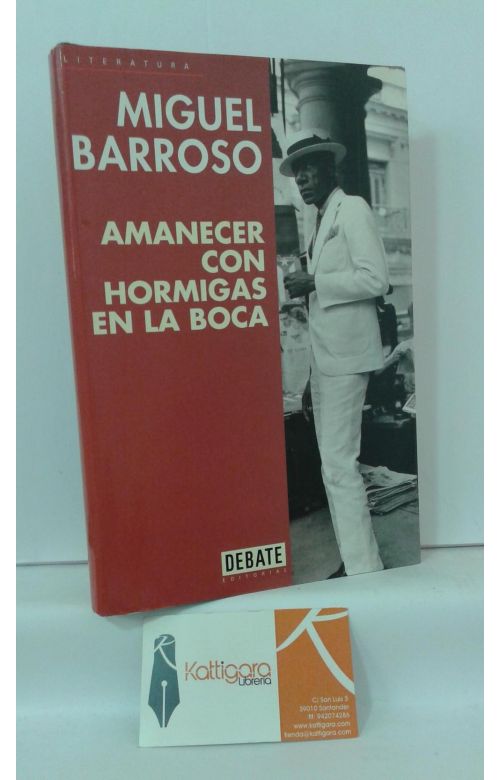 LITERATURA
MIGUEL
BARROSO
AMANECER
CON
HORMIGAS
EN LA BOCA
DEBATE
EDITORIAL
Kattigara
Librería
C/ San Luis 5
39010 Santander
tlf: 942074286
www.kattigara.com
tienda@kattigara.com